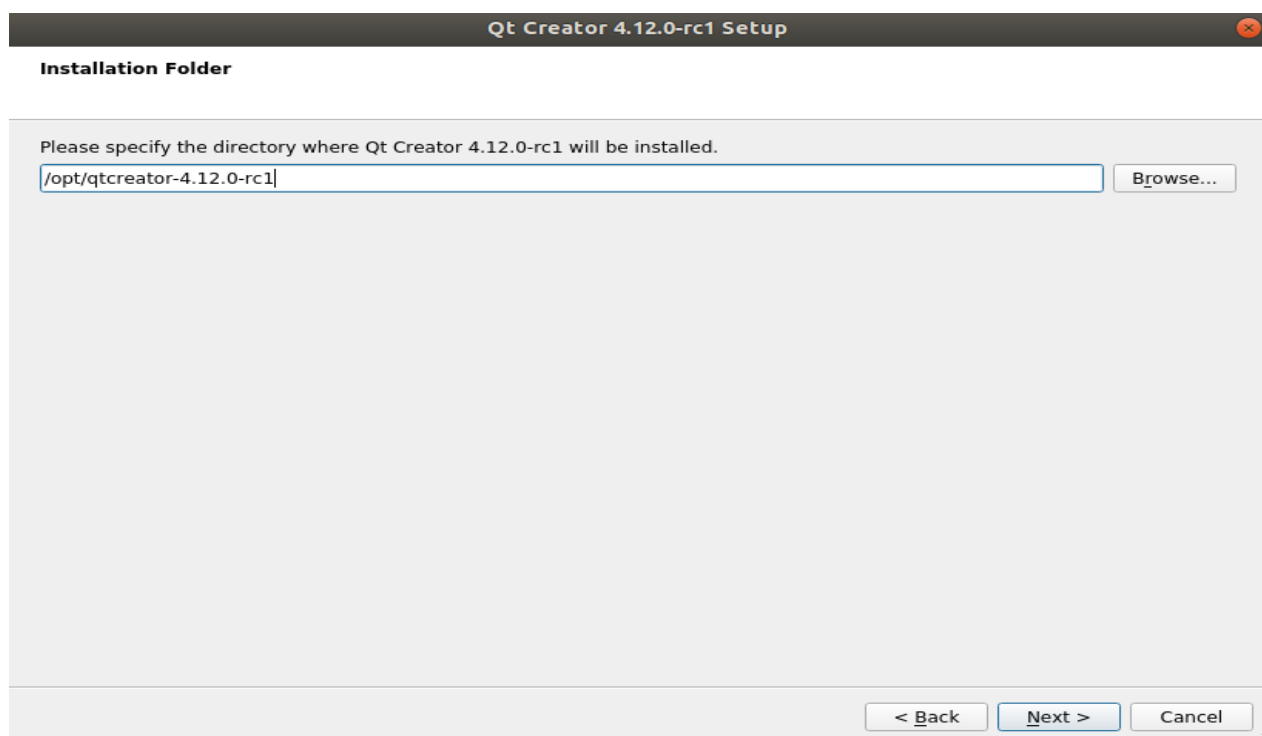 Qt Creator 4.12.0-rc1 Setup
Installation Folder
Please specify the directory where Qt Creator 4.12.0-rc1 will be installed.
/opt/qtcreator-4.12.0-rc1
Browse...
< Back
Next >
Cancel